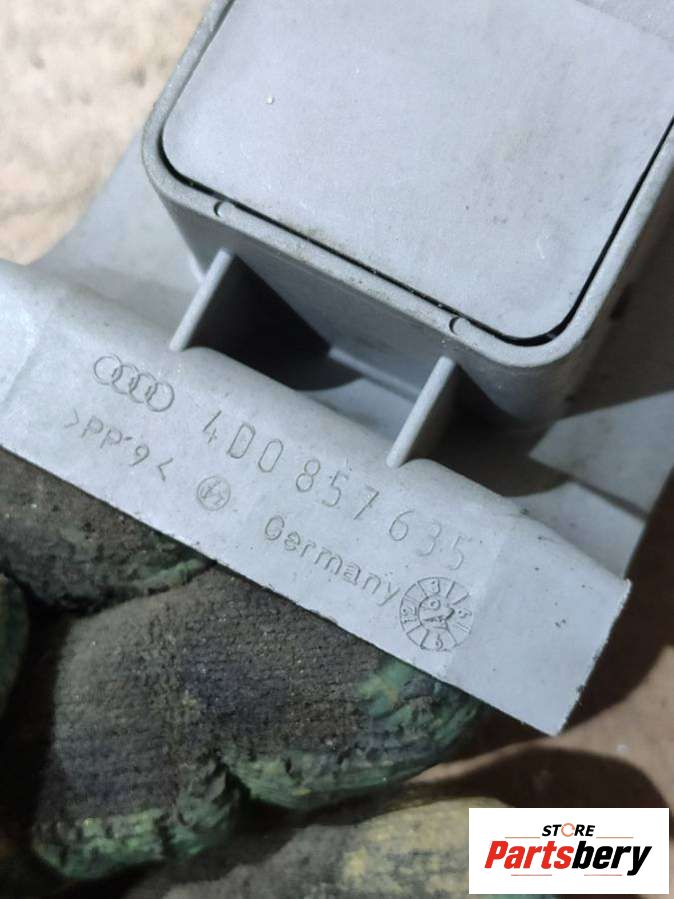 4D0 857 635
>PP'9<
Germany
STORE
Partsbery